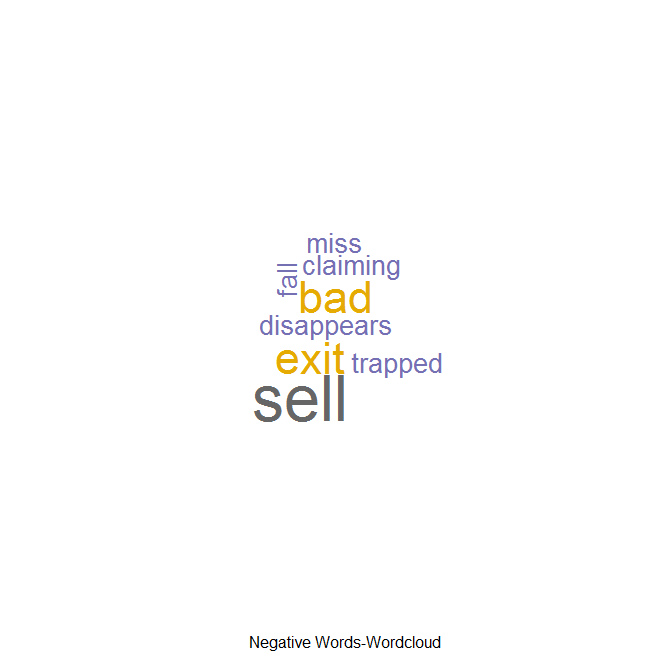 miss
fall
claiming
bad
disappears
exit
trapped
sell
Negative Words-Wordcloud